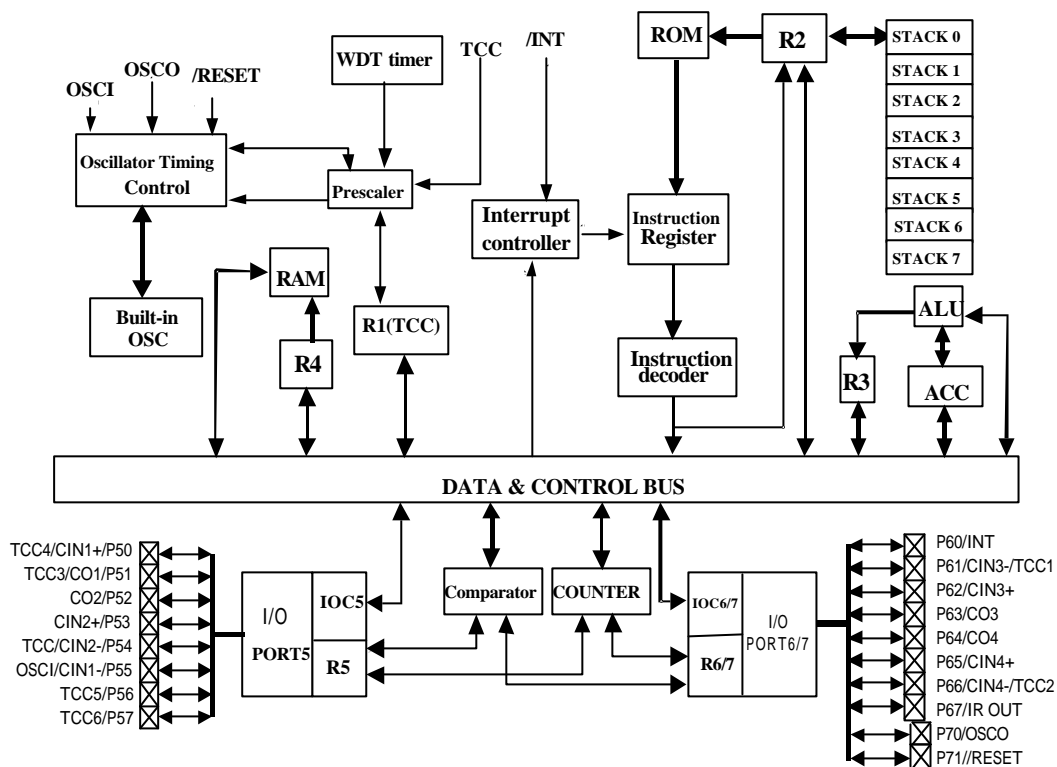 OSCI
OSCO
/RESET
WDT timer
TCC
/INT
ROM
R2
STACK 0
STACK 1
STACK 2
STACK 3
STACK 4
STACK 5
STACK 6
STACK 7
Oscillator Timing
Control
Prescaler
Interrupt
controller
Instruction
Register
Built-in
OSC
RAM
R4
R1(TCC)
Instruction
decoder
ALU
R3
ACC
DATA & CONTROL BUS
TCC4/CIN1+/P50
TCC3/CO1/P51
CO2/P52
CIN2+/P53
TCC/CIN2-/P54
OSCI/CIN1-/P55
TCC5/P56
TCC6/P57
I/O
PORT5
IOC5
R5
Comparator
COUNTER
IOC6/7
R6/7
I/O
PORT6/7
P60/INT
P61/CIN3-/TCC1
P62/CIN3+
P63/CO3
P64/CO4
P65/CIN4+
P66/CIN4-/TCC2
P67/IR OUT
P70/OSCO
P71//RESET